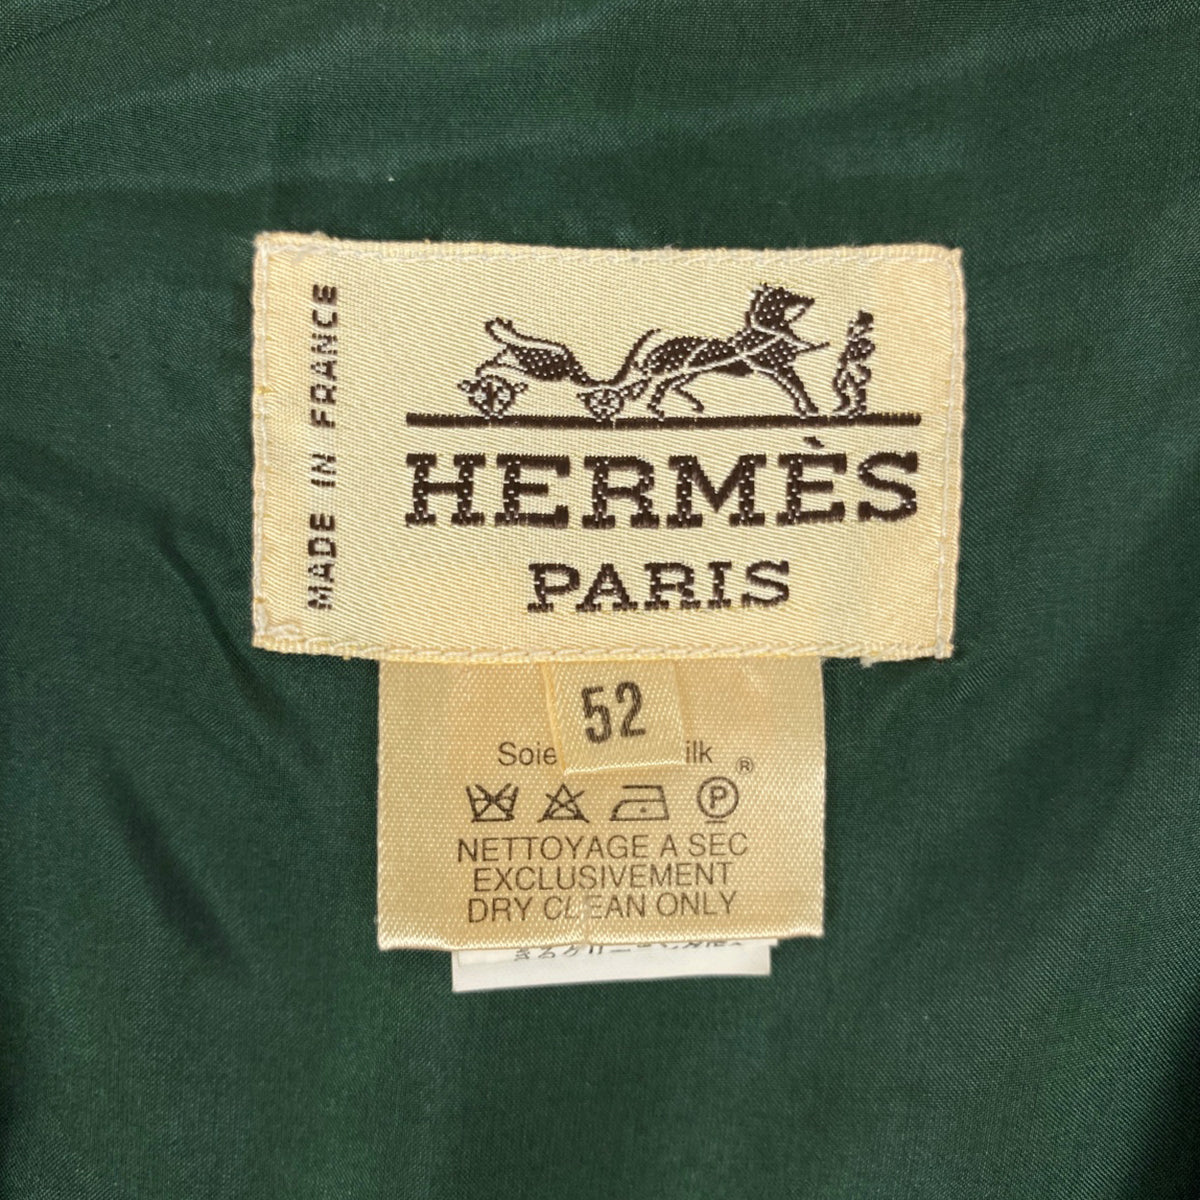 MADE IN FRANCE
HERMÈS
PARIS
52
Soie ilk
P ®
NETTOYAGE A SEC
EXCLUSIVEMENT
DRY CLEAN ONLY